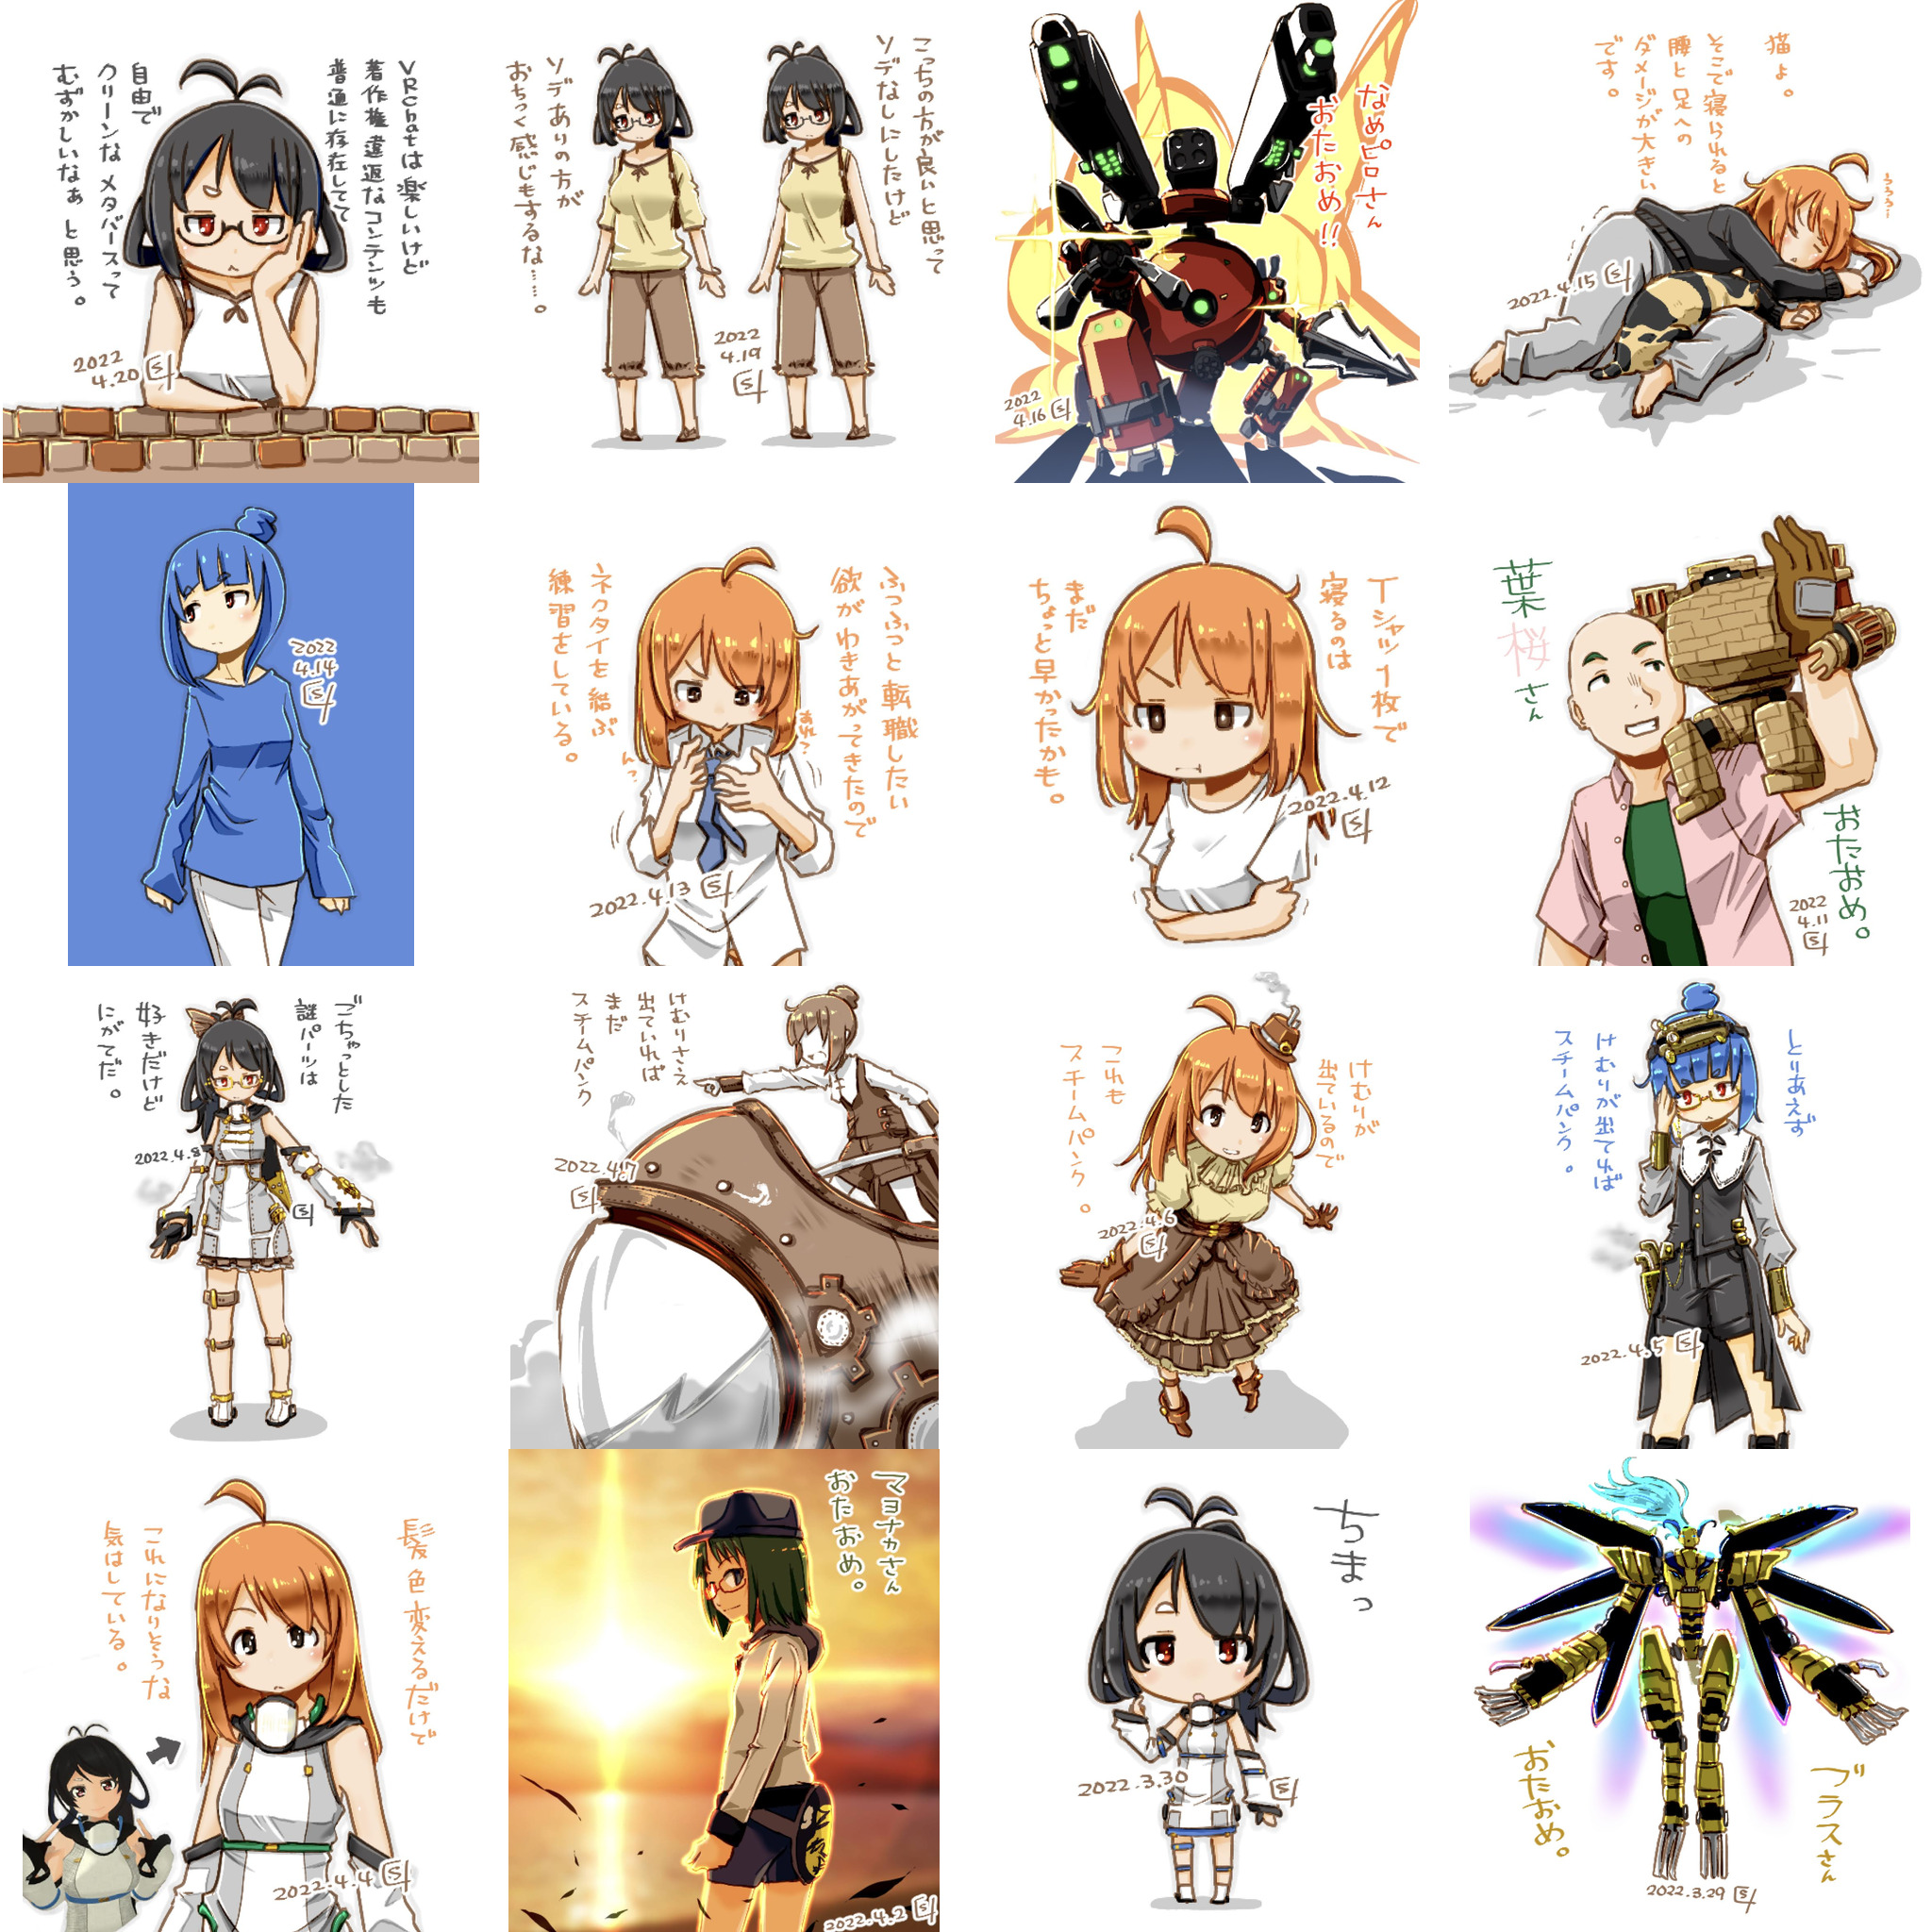 VRChatは楽しいけど
著作権違反なコンテンツも
普通に存在してて
自由で
クリーンなメタバースって
むずかしいなぁと思う。
2022
4.20
こっちの方が良いと思って
ソデなしにしたけど
ソデありの方が
おちつく感じもするな……。
2022
4.19
なめピロさん
おたおめ!!
2022
4.16
猫よ。
そこで寝られると
腰と足への
ダメージが大きい
です。
うろろー
2022.4.15
2022
4.14
ふつふつと転職したい
欲がわきあがってきたので
ネクタイを結ぶ
練習をしている。
あれ?
んっ?
2022.4.13
Tシャツ1枚で
寝るのは
まだ
ちょっと早かったかも。
2022.4.12
葉桜さん
おたおめ。
2022
4.11
ごちゃっとした
謎パーツは
好きだけど
にがてだ。
2022.4.8
けむりさえ
出ていれば
まだ
スチームパンク
2022.4.7
けむりが
出ているので
これも
スチームパンク。
2022.4.6
とりあえず
けむりが出てれば
スチームパンク。
2022.4.5
髪色変えるだけで
これになりそうな
気はしている。
2022.4.4
マヨナカさん
おたおめ。
2022.4.2
ちまっ
2022.3.30
ブラスさん
おたおめ。
2022.3.29